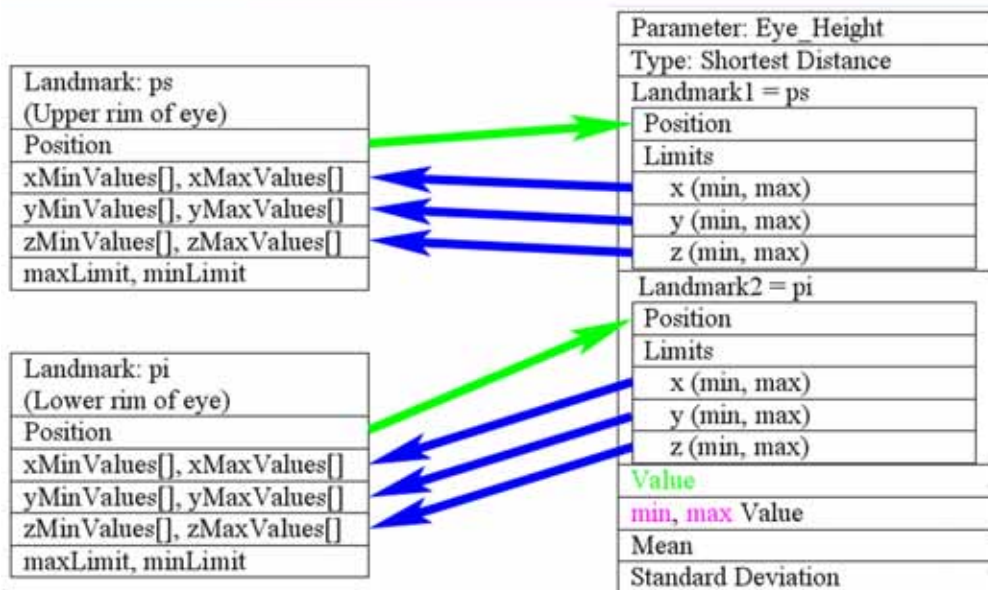 Landmark: ps
(Upper rim of eye)
Position
xMinValues[], xMaxValues[]
yMinValues[], yMaxValues[]
zMinValues[], zMaxValues[]
maxLimit, minLimit
Landmark: pi
(Lower rim of eye)
Position
xMinValues[], xMaxValues[]
yMinValues[], yMaxValues[]
zMinValues[], zMaxValues[]
maxLimit, minLimit
Parameter: Eye_Height
Type: Shortest Distance
Landmark1 = ps
Position
Limits
x (min, max)
y (min, max)
z (min, max)
Landmark2 = pi
Position
Limits
x (min, max)
y (min, max)
z (min, max)
Value
min, max Value
Mean
Standard Deviation